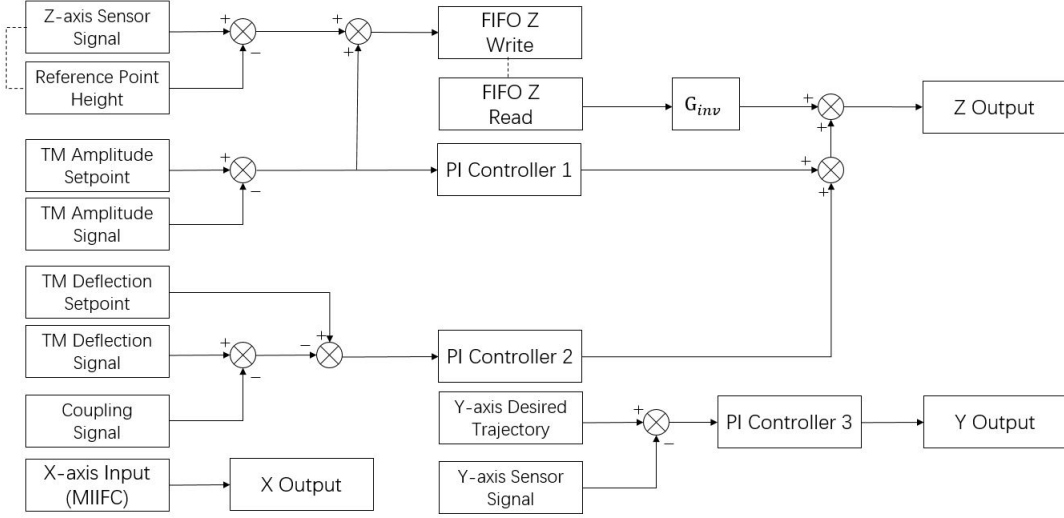 Z-axis Sensor
Signal
Reference Point
Height
+
−
+
+
FIFO Z
Write
FIFO Z
Read
G_inv
+
+
Z Output
TM Amplitude
Setpoint
TM Amplitude
Signal
+
−
PI Controller 1
+
+
TM Deflection
Setpoint
TM Deflection
Signal
Coupling
Signal
+
−
−
+
PI Controller 2
Y-axis Desired
Trajectory
Y-axis Sensor
Signal
+
−
PI Controller 3
Y Output
X-axis Input
(MIIFC)
X Output